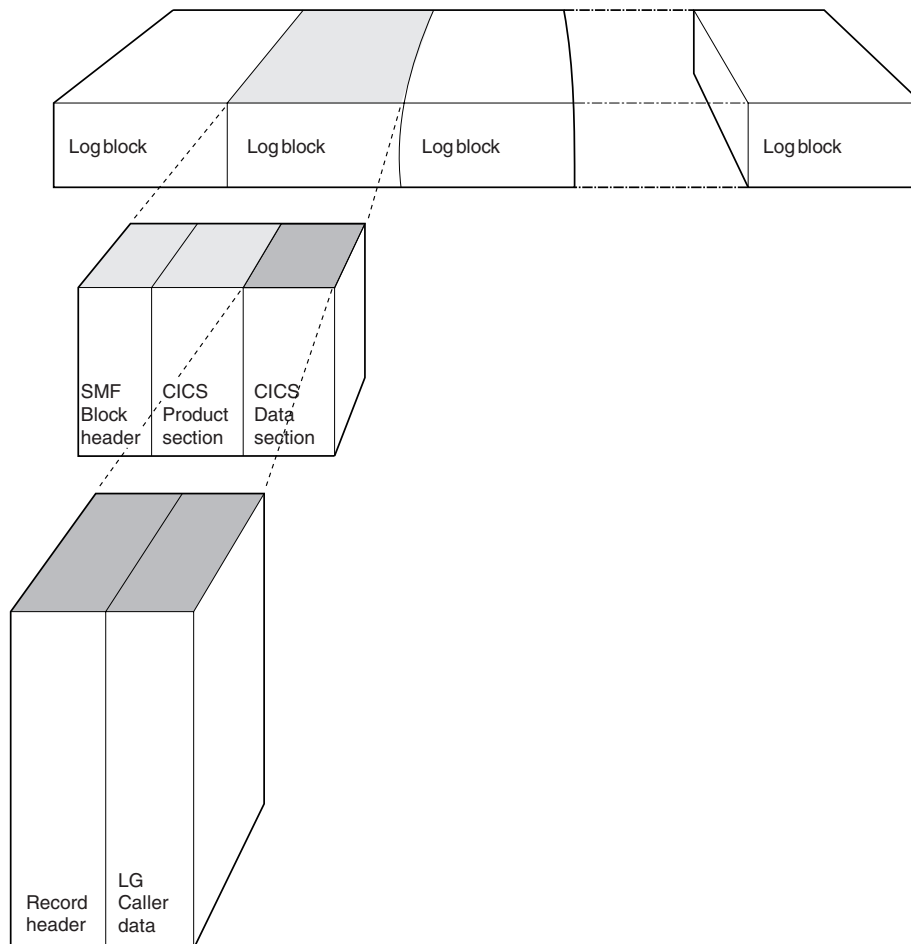 Log block
Log block
Log block
Log block
SMF
Block
header
CICS
Product
section
CICS
Data
section
Record
header
LG
Caller
data